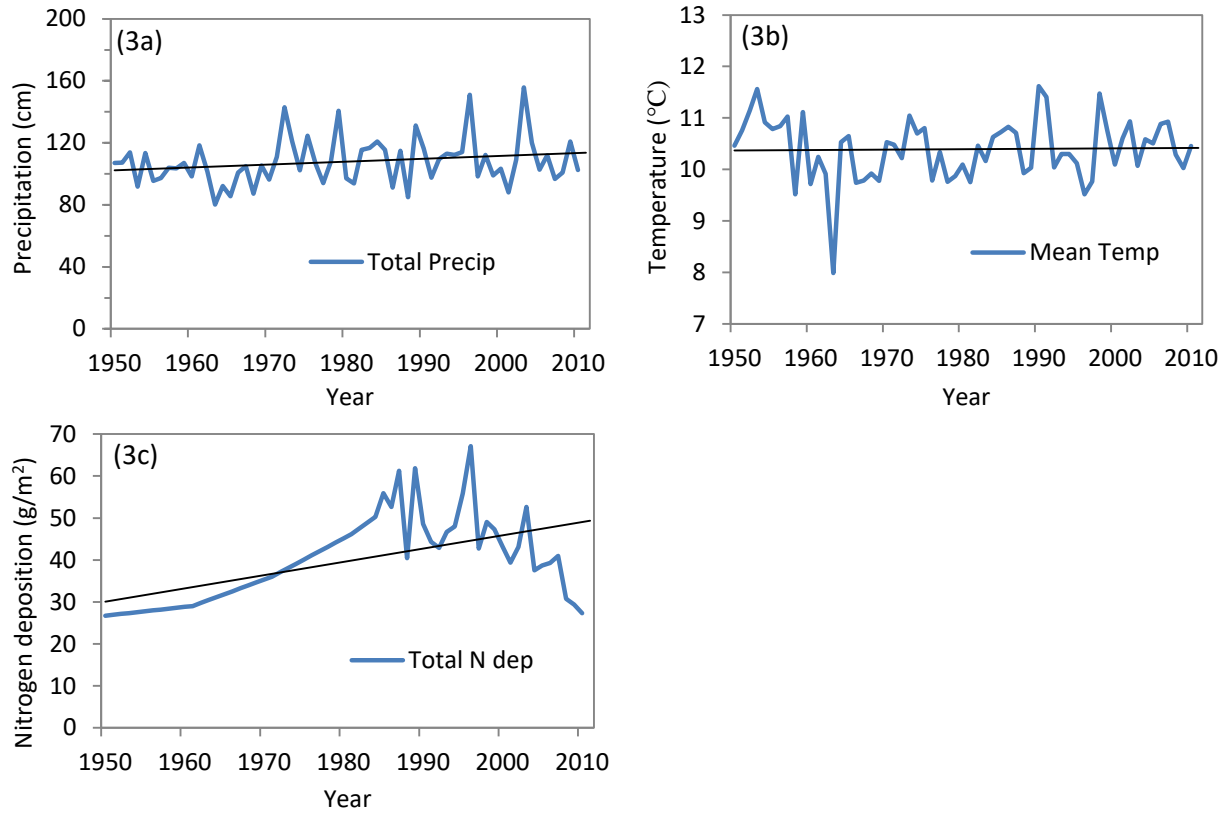 (3a)
Precipitation (cm)
200
160
120
80
40
0
Total Precip
1950 1960 1970 1980 1990 2000 2010
Year
(3b)
Temperature (°C)
13
12
11
10
9
8
7
Mean Temp
1950 1960 1970 1980 1990 2000 2010
Year
(3c)
Nitrogen deposition (g/m²)
70
60
50
40
30
20
10
0
Total N dep
1950 1960 1970 1980 1990 2000 2010
Year